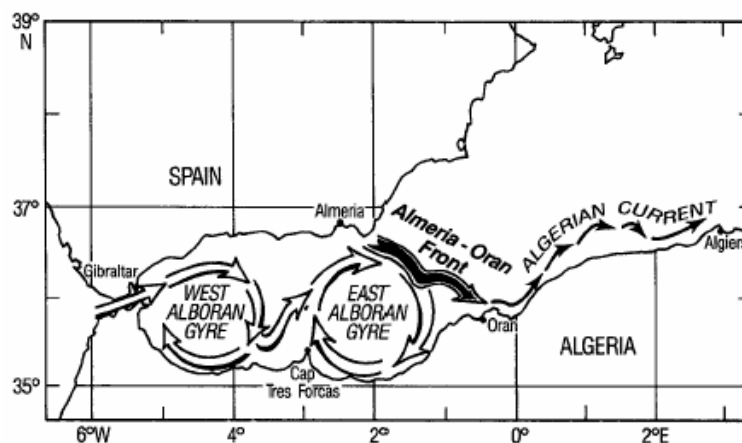 39°
N
SPAIN
37°
Almeria
Almeria - Oran
Front
ALGERIAN CURRENT
Algiers
Gibraltar
WEST
ALBORAN
GYRE
EAST
ALBORAN
GYRE
Oran
ALGERIA
Cap
Tres Forcas
35°
6°W
4°
2°
0°
2°E